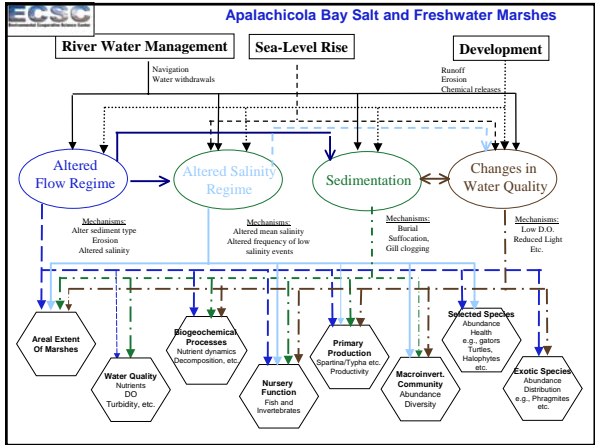 ECSC
Environmental Cooperative Science Center
Apalachicola Bay Salt and Freshwater Marshes
River Water Management
Sea-Level Rise
Development
Navigation
Water withdrawals
Runoff
Erosion
Chemical releases
Altered
Flow Regime
Altered Salinity
Regime
Sedimentation
Changes in
Water Quality
Mechanisms:
Alter sediment type
Erosion
Altered salinity
Mechanisms:
Altered mean salinity
Altered frequency of low
salinity events
Mechanisms:
Burial
Suffocation,
Gill clogging
Mechanisms:
Low D.O.
Reduced Light
Etc.
Areal Extent
Of Marshes
Water Quality
Nutrients
DO
Turbidity, etc.
Biogeochemical
Processes
Nutrient dynamics
Decomposition, etc.
Nursery
Function
Fish and
Invertebrates
Primary
Production
Spartina/Typha etc.
Productivity
Macroinvert.
Community
Abundance
Diversity
Selected Species
Abundance
Health
e.g., gators
Turtles,
Halophytes
etc.
Exotic Species
Abundance
Distribution
e.g., Phragmites
etc.